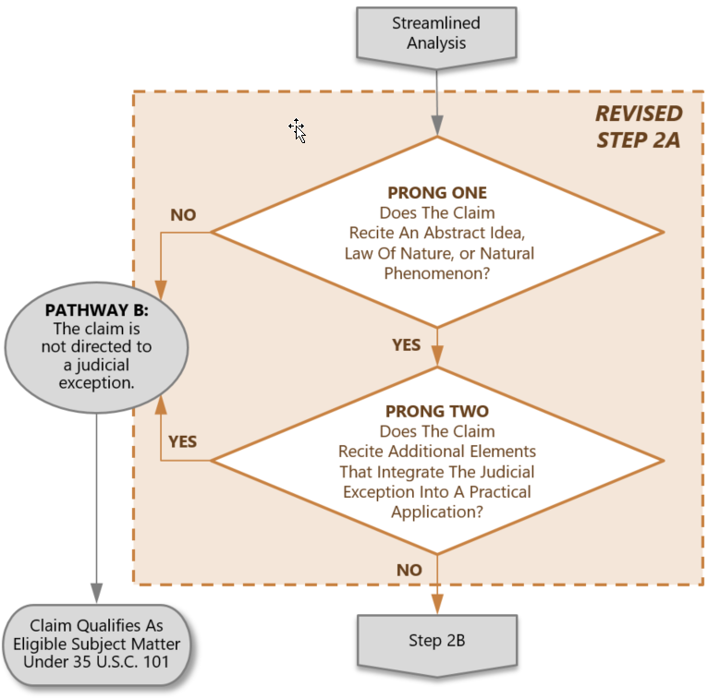 Streamlined
Analysis
REVISED
STEP 2A
PRONG ONE
Does The Claim
Recite An Abstract Idea,
Law Of Nature, or Natural
Phenomenon?
NO
PATHWAY B:
The claim is
not directed to
a judicial
exception.
YES
PRONG TWO
Does The Claim
Recite Additional Elements
That Integrate The Judicial
Exception Into A Practical
Application?
YES
NO
Claim Qualifies As
Eligible Subject Matter
Under 35 U.S.C. 101
Step 2B